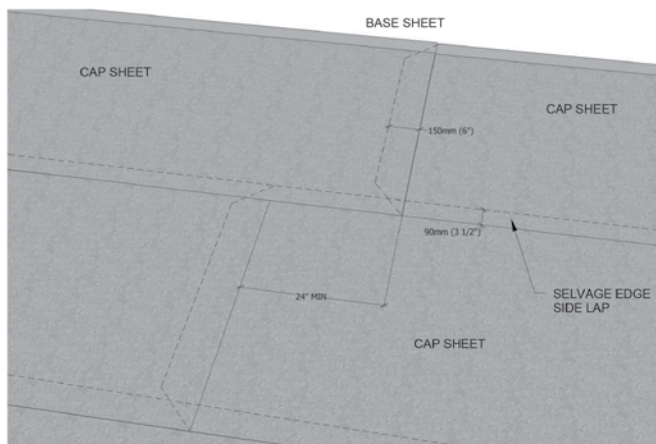 BASE SHEET
CAP SHEET
CAP SHEET
150mm (6")
90mm (3 1/2")
24" MIN
SELVAGE EDGE
SIDE LAP
CAP SHEET